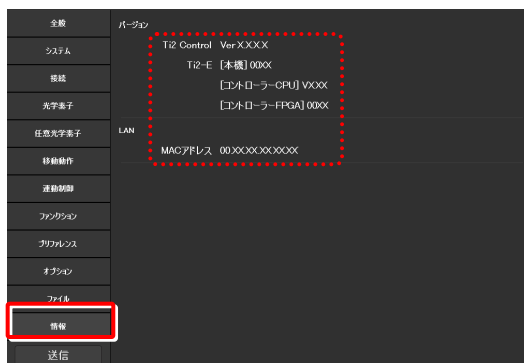 全般
システム
接続
光学素子
任意光学素子
移動動作
連動制御
ファンクション
プリファレンス
オプション
ファイル
情報
送信
バージョン
Ti2 Control Ver X.X.X.X
Ti2-E [本機] 00XX
[コントローラーCPU] VXXX
[コントローラーFPGA] 00XX
LAN
MACアドレス 00.XX.XX.XX.XX.XX